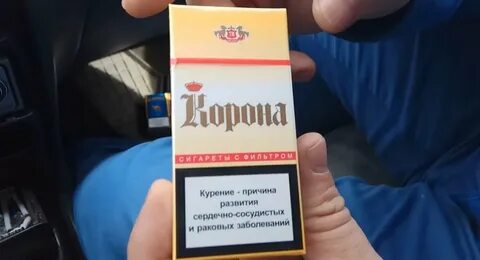 Корона
СИГАРЕТЫ С ФИЛЬТРОМ
Курение - причина
развития
сердечно-сосудистых
и раковых заболеваний